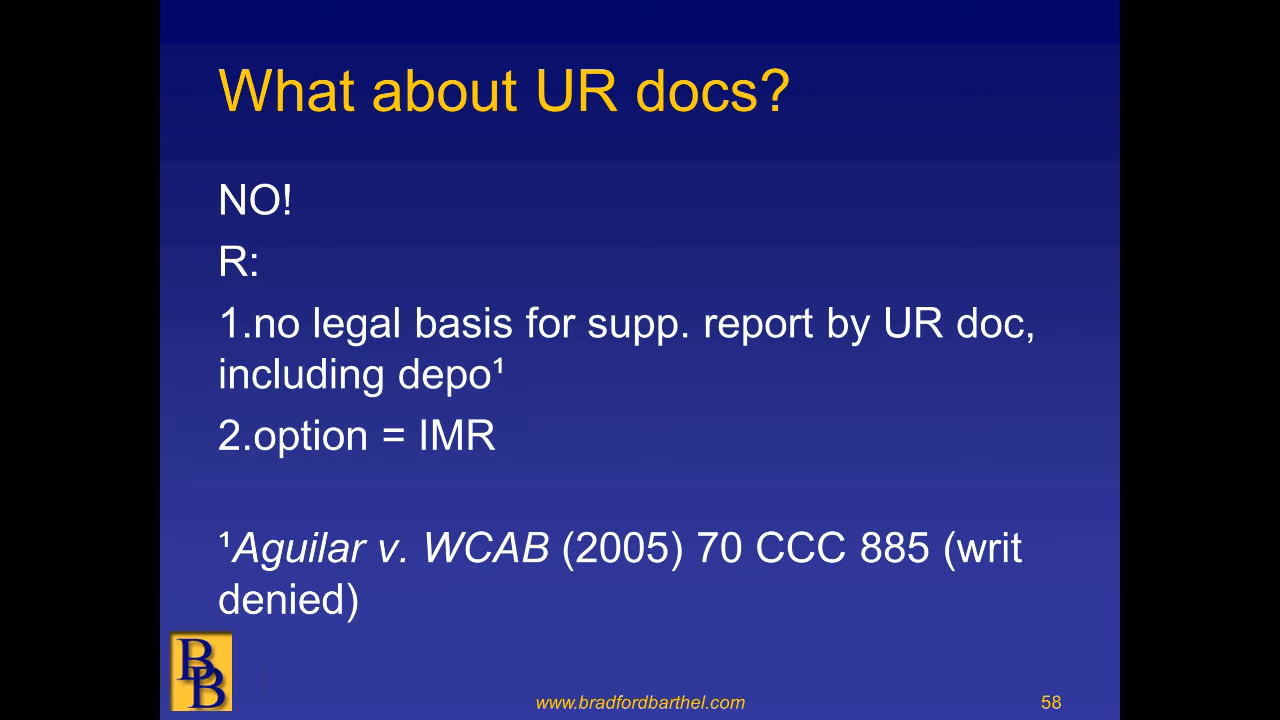 What about UR docs?
NO!
R:
1.no legal basis for supp. report by UR doc,
including depo¹
2.option = IMR
¹Aguilar v. WCAB (2005) 70 CCC 885 (writ
denied)
BB
www.bradfordbarthel.com
58